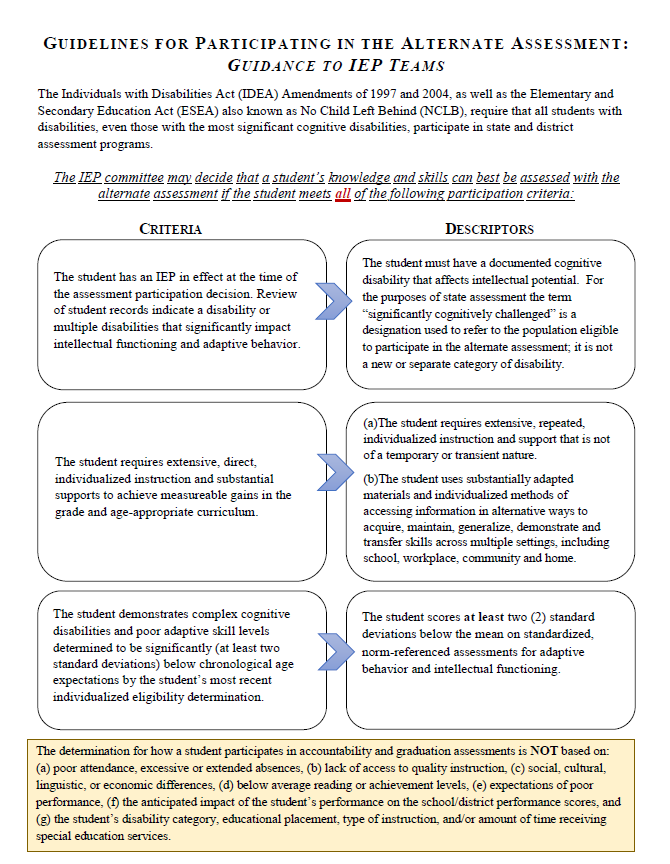 GUIDELINES FOR PARTICIPATING IN THE ALTERNATE ASSESSMENT:
GUIDANCE TO IEP TEAMS
The Individuals with Disabilities Act (IDEA) Amendments of 1997 and 2004, as well as the Elementary and
Secondary Education Act (ESEA) also known as No Child Left Behind (NCLB), require that all students with
disabilities, even those with the most significant cognitive disabilities, participate in state and district
assessment programs.
The IEP committee may decide that a student's knowledge and skills can best be assessed with the
alternate assessment if the student meets all of the following participation criteria:
CRITERIA
DESCRIPTORS
The student has an IEP in effect at the time of
the assessment participation decision. Review
of student records indicate a disability or
multiple disabilities that significantly impact
intellectual functioning and adaptive behavior.
The student must have a documented cognitive
disability that affects intellectual potential. For
the purposes of state assessment the term
"significantly cognitively challenged" is a
designation used to refer to the population eligible
to participate in the alternate assessment; it is not
a new or separate category of disability.
The student requires extensive, direct,
individualized instruction and substantial
supports to achieve measureable gains in the
grade and age-appropriate curriculum.
(a)The student requires extensive, repeated,
individualized instruction and support that is not
of a temporary or transient nature.
(b)The student uses substantially adapted
materials and individualized methods of
accessing information in alternative ways to
acquire, maintain, generalize, demonstrate and
transfer skills across multiple settings, including
school, workplace, community and home.
The student demonstrates complex cognitive
disabilities and poor adaptive skill levels
determined to be significantly (at least two
standard deviations) below chronological age
expectations by the student's most recent
individualized eligibility determination.
The student scores at least two (2) standard
deviations below the mean on standardized,
norm-referenced assessments for adaptive
behavior and intellectual functioning.
The determination for how a student participates in accountability and graduation assessments is NOT based on:
(a) poor attendance, excessive or extended absences, (b) lack of access to quality instruction, (c) social, cultural,
linguistic, or economic differences, (d) below average reading or achievement levels, (e) expectations of poor
performance, (f) the anticipated impact of the student's performance on the school/district performance scores, and
(g) the student's disability category, educational placement, type of instruction, and/or amount of time receiving
special education services.